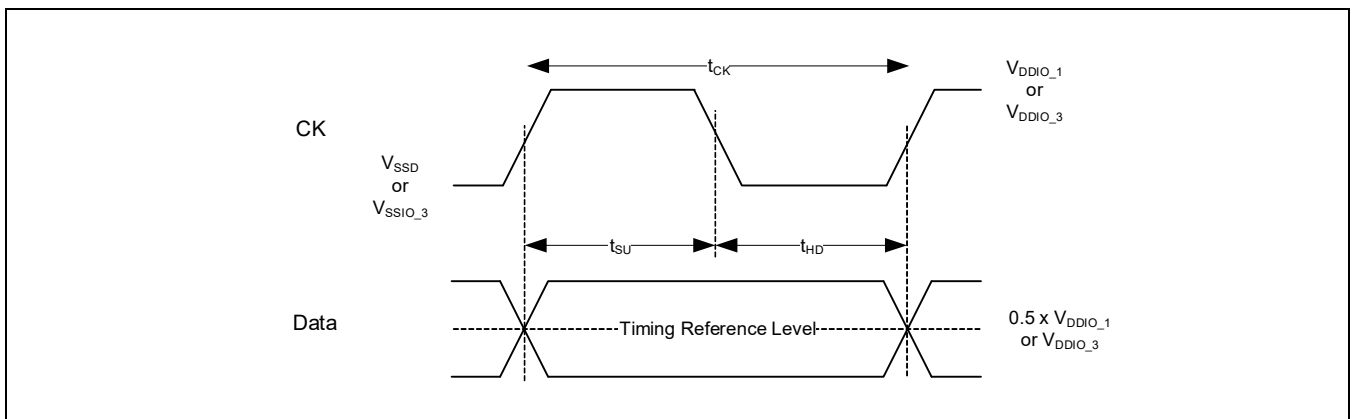 tCK
VDDIO_1
or
VDDIO_3
CK
VSSD
or
VSSIO_3
tSU
tHD
Data
Timing Reference Level
0.5 x VDDIO_1
or VDDIO_3